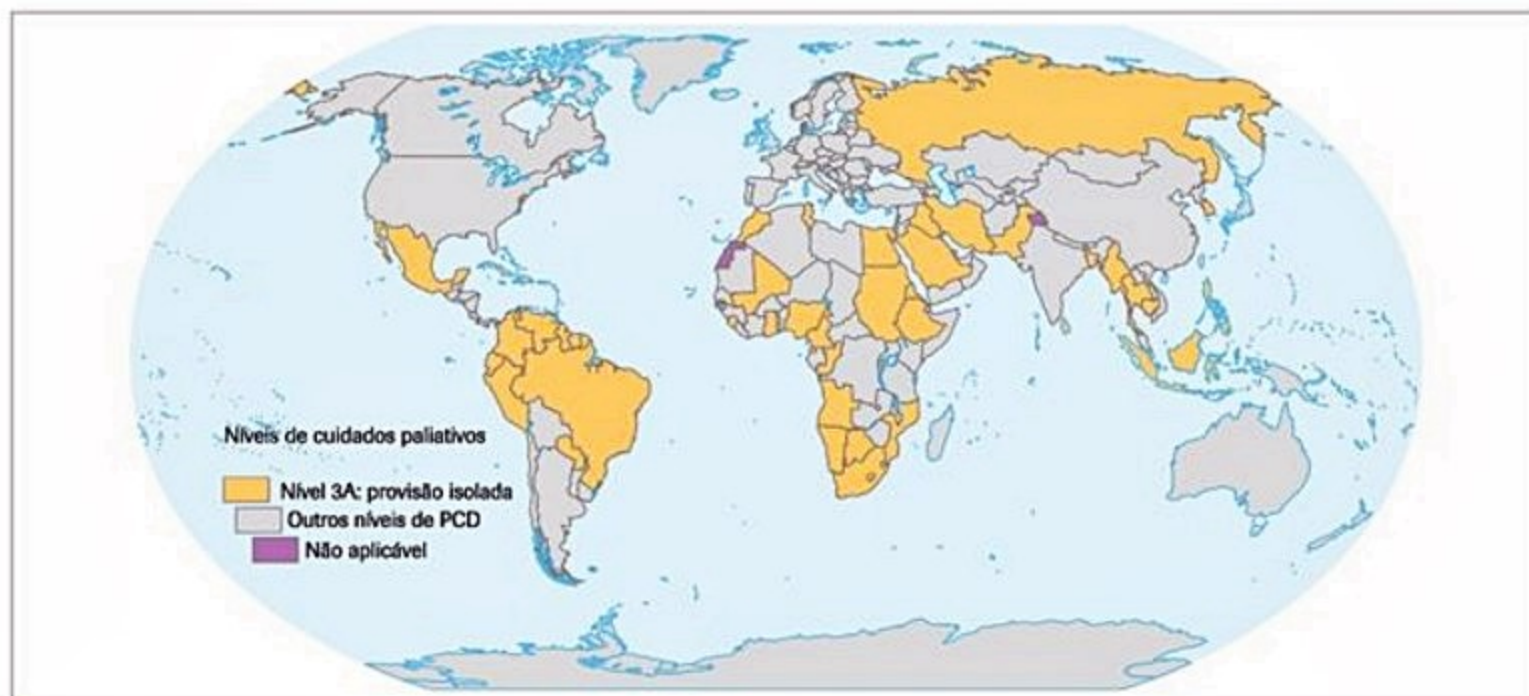 Níveis de cuidados paliativos
Nível 3A: provisão isolada
Outros níveis de PCD
Não aplicável